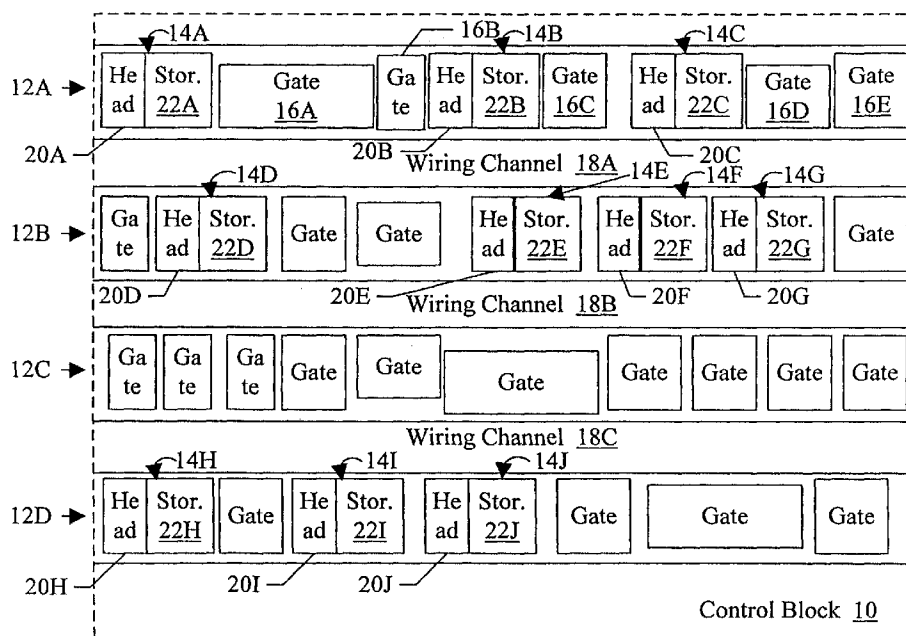 14A 16B 14B 14C
12A He ad Stor. 22A Gate 16A Ga te He ad Stor. 22B Gate 16C He ad Stor. 22C Gate 16D Gate 16E
20A 20B 20C
Wiring Channel 18A
14D 14E 14F 14G
12B Ga te He ad Stor. 22D Gate Gate He ad Stor. 22E He ad Stor. 22F He ad Stor. 22G Gate
20D 20E 20F 20G
Wiring Channel 18B
12C Ga te Ga te Ga te Gate Gate Gate Gate Gate Gate Gate
Wiring Channel 18C
14H 14I 14J
12D He ad Stor. 22H Gate He ad Stor. 22I He ad Stor. 22J Gate Gate Gate
20H 20I 20J
Control Block 10